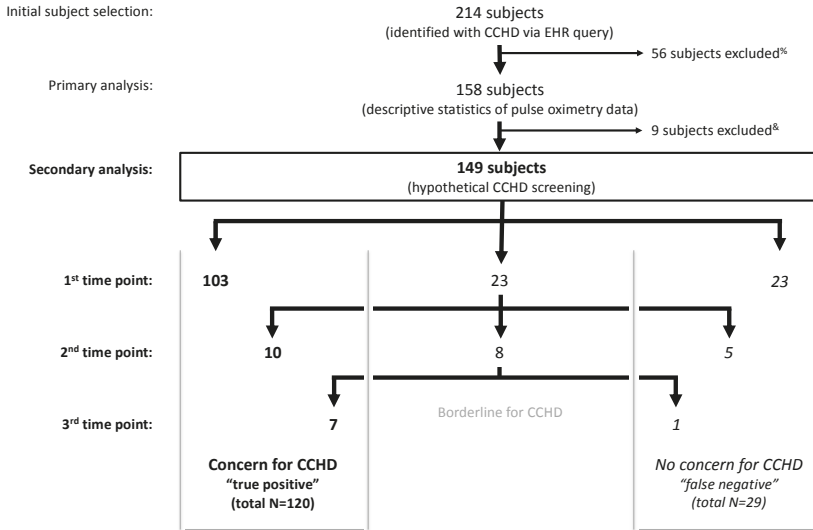 Initial subject selection:
214 subjects
(identified with CCHD via EHR query)
56 subjects excluded%
Primary analysis:
158 subjects
(descriptive statistics of pulse oximetry data)
9 subjects excluded&
Secondary analysis:
149 subjects
(hypothetical CCHD screening)
1st time point:
103
23
23
2nd time point:
10
8
5
3rd time point:
7
Borderline for CCHD
1
Concern for CCHD
“true positive”
(total N=120)
No concern for CCHD
“false negative”
(total N=29)